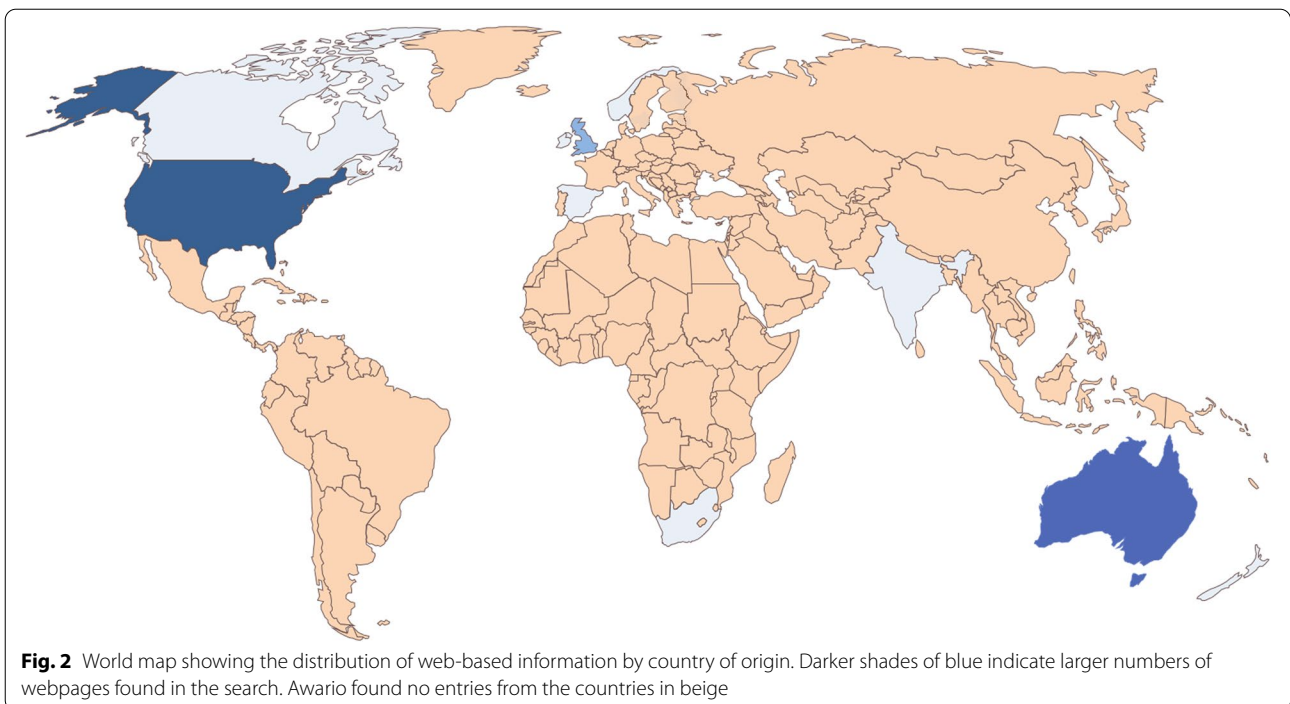 Fig. 2 World map showing the distribution of web-based information by country of origin. Darker shades of blue indicate larger numbers of
webpages found in the search. Awario found no entries from the countries in beige